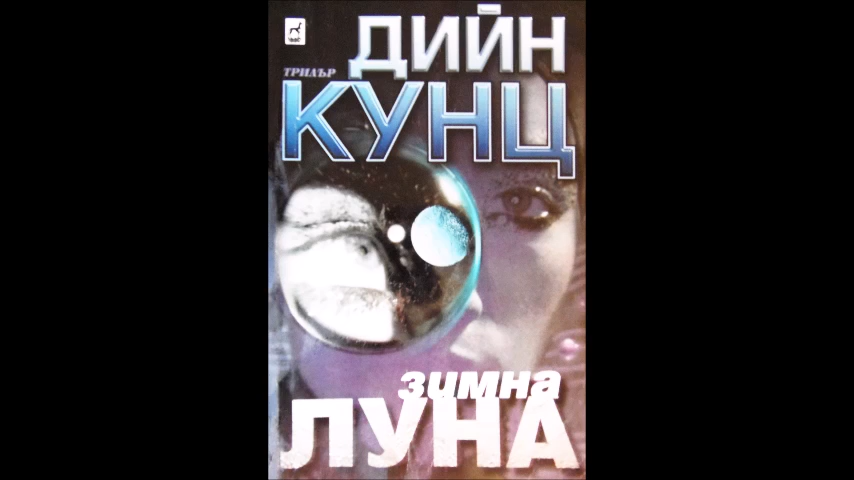 ДИЙН
ТРИЛЪР
КУНЦ
зимна
ЛУНА